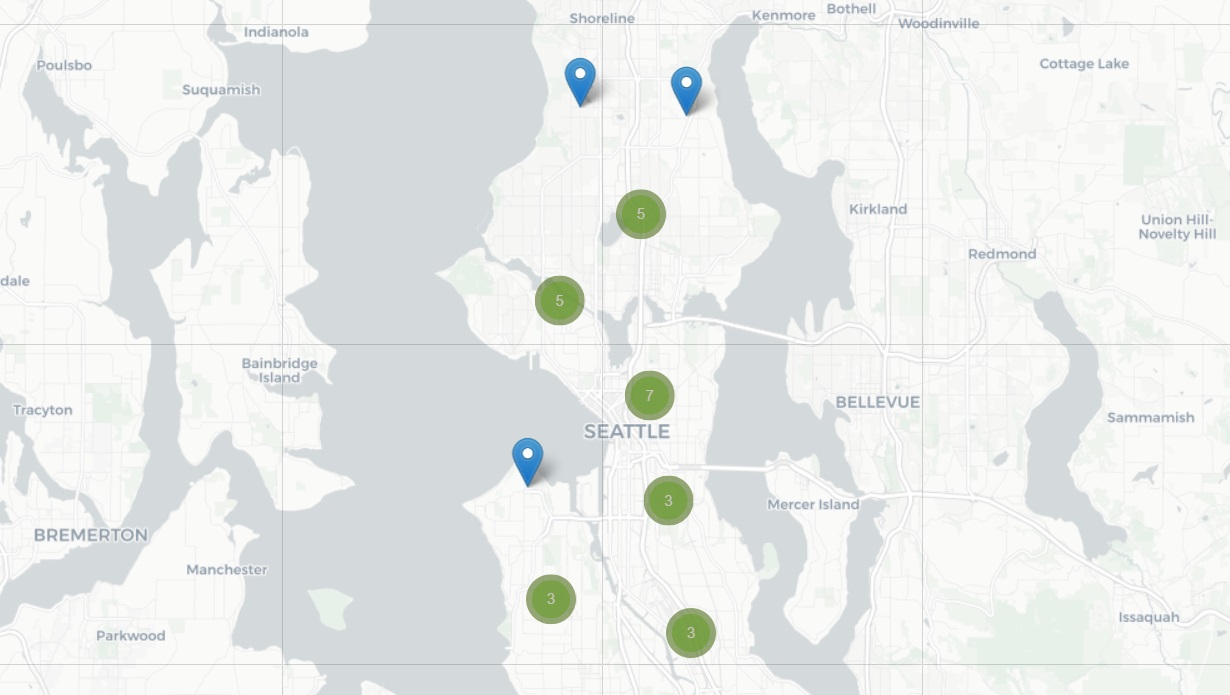 Shoreline
Kenmore
Bothell
Woodinville
Indianola
Poulsbo
Cottage Lake
Suquamish
Kirkland
5
Union Hill-
Novelty Hill
Redmond
dale
5
Bainbridge
Island
7
BELLEVUE
Tracyton
Sammamish
SEATTLE
3
Mercer Island
BREMERTON
Manchester
3
Issaquah
Parkwood
3